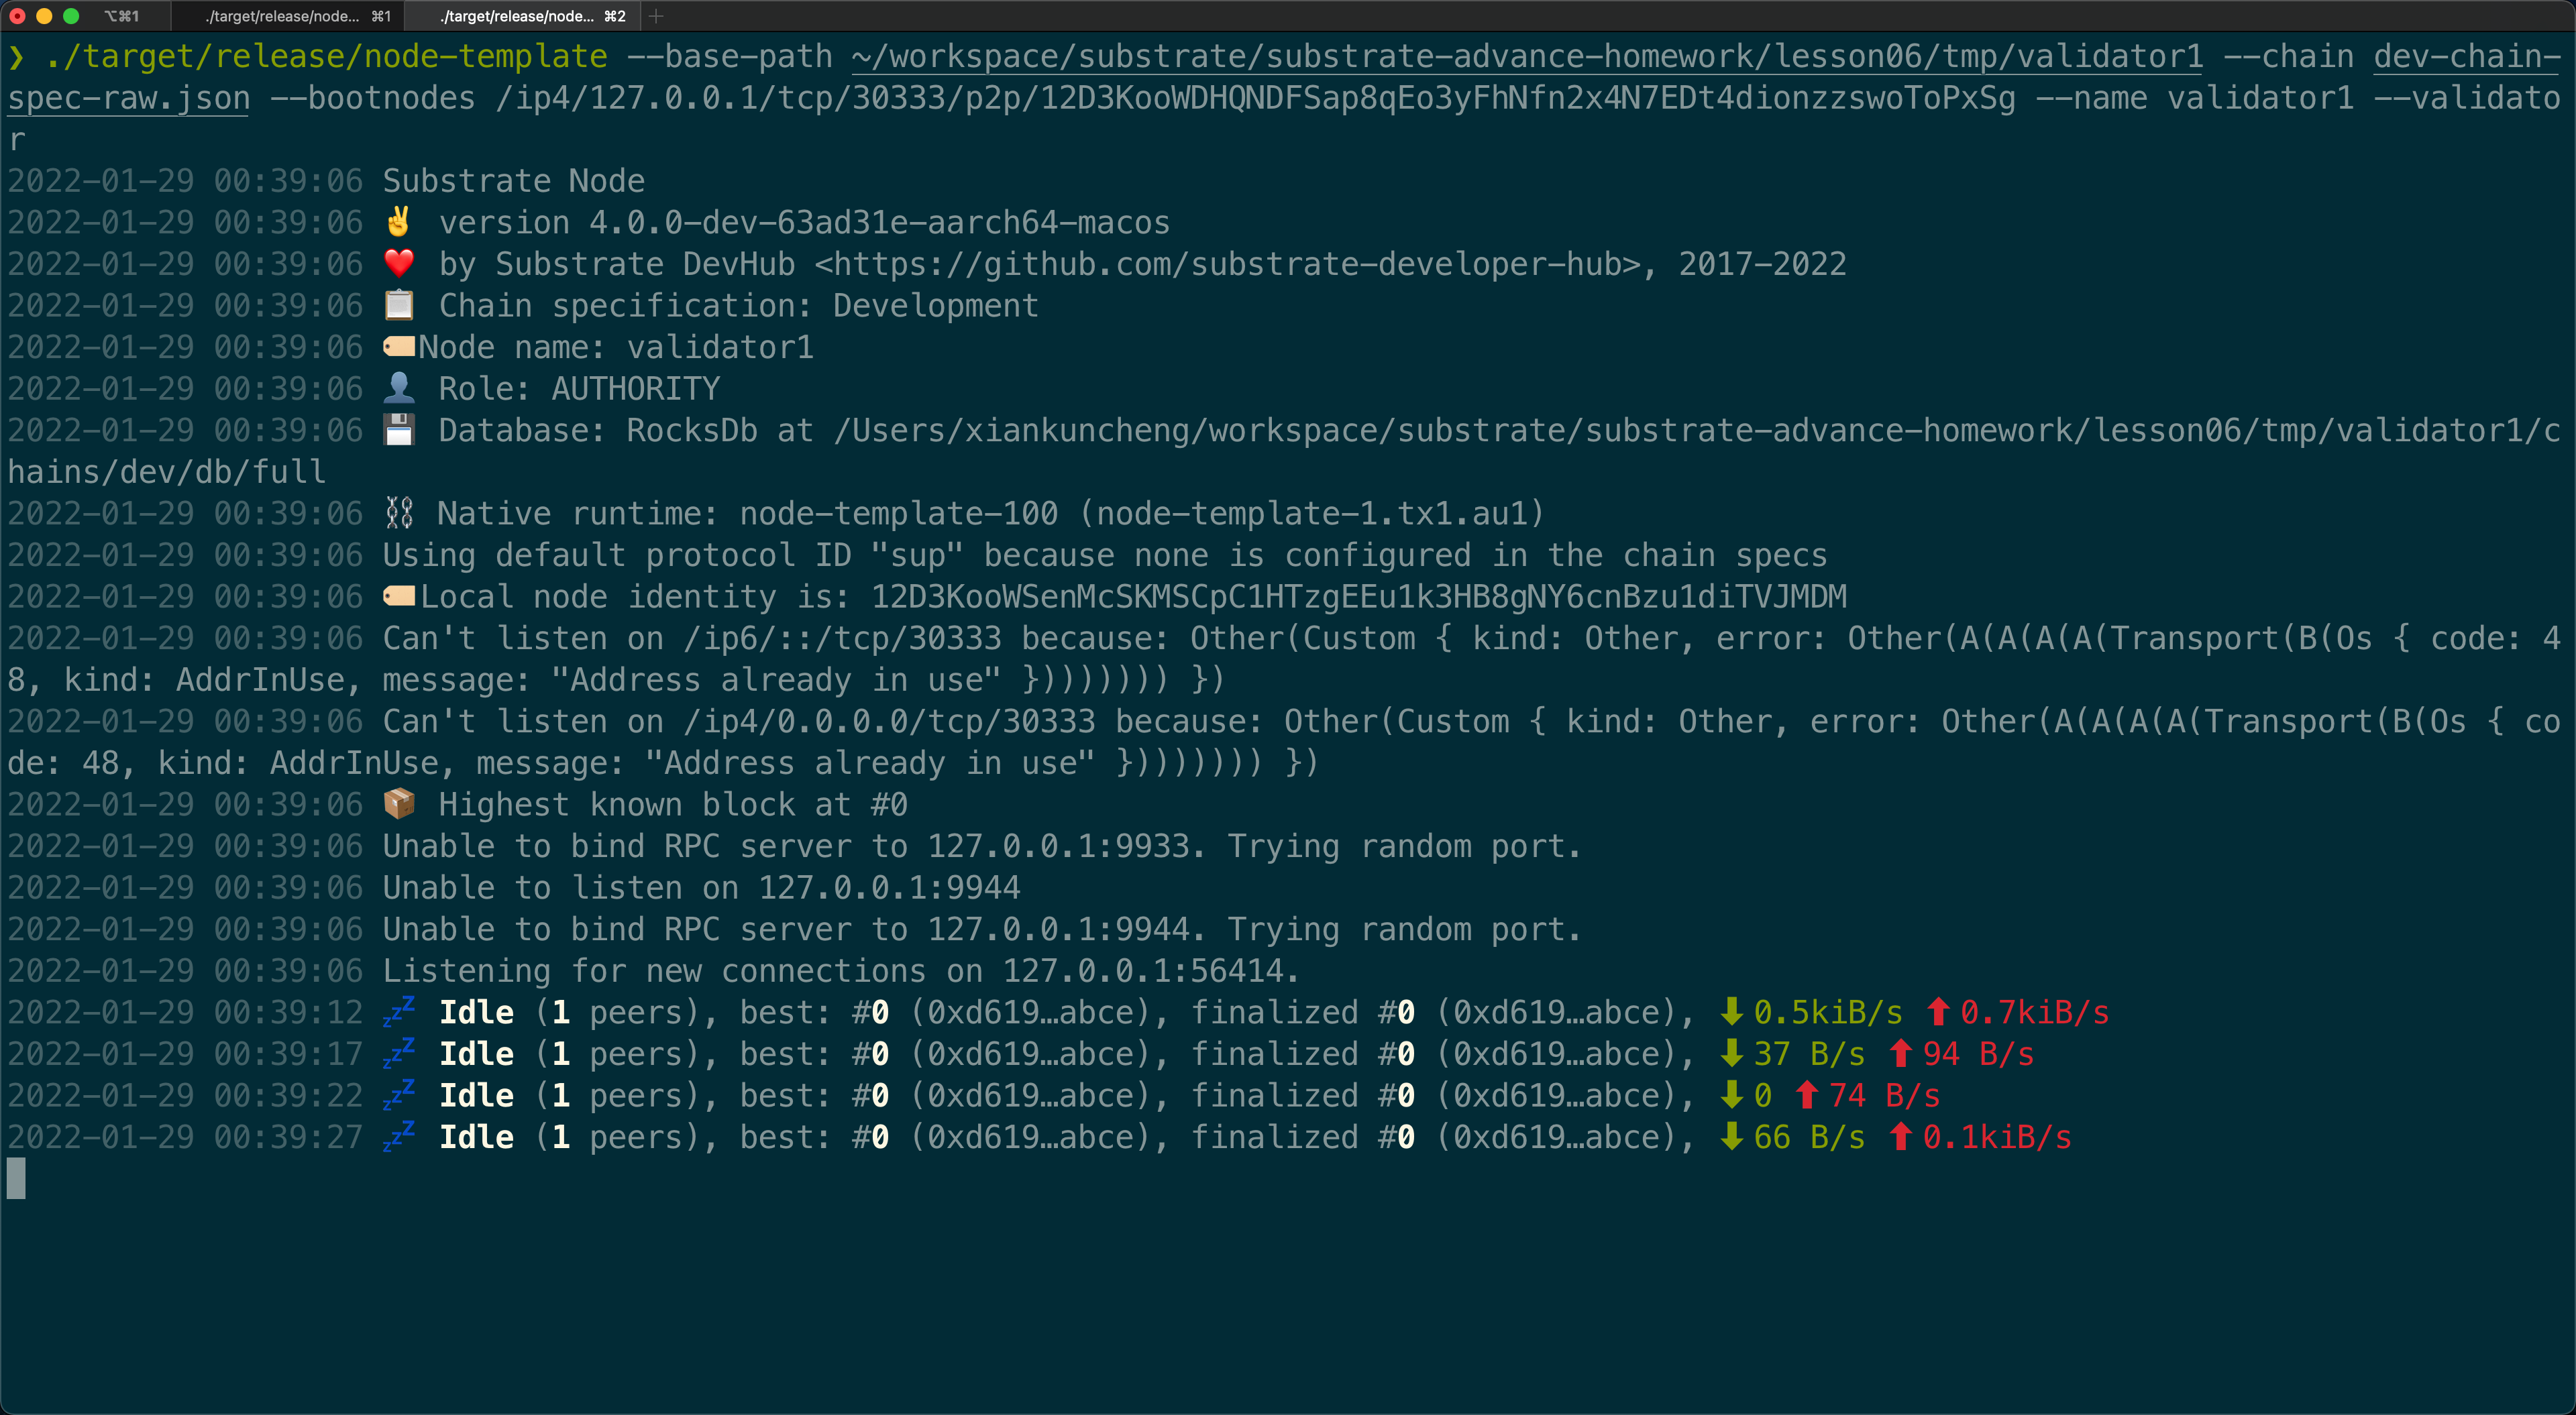 ⌥⌘1 ./target/release/node... ⌘1 ./target/release/node... ⌘2 +
❯ ./target/release/node-template --base-path ~/workspace/substrate/substrate-advance-homework/lesson06/tmp/validator1 --chain dev-chain-
spec-raw.json --bootnodes /ip4/127.0.0.1/tcp/30333/p2p/12D3KooWDHQNDFSap8qEo3yFhNfn2x4N7EDt4dionzzswoToPxSg --name validator1 --validato
r
2022-01-29 00:39:06 Substrate Node
2022-01-29 00:39:06 ✌️ version 4.0.0-dev-63ad31e-aarch64-macos
2022-01-29 00:39:06 ❤️ by Substrate DevHub <https://github.com/substrate-developer-hub>, 2017-2022
2022-01-29 00:39:06 📋 Chain specification: Development
2022-01-29 00:39:06 🏷Node name: validator1
2022-01-29 00:39:06 👤 Role: AUTHORITY
2022-01-29 00:39:06 💾 Database: RocksDb at /Users/xiankuncheng/workspace/substrate/substrate-advance-homework/lesson06/tmp/validator1/c
hains/dev/db/full
2022-01-29 00:39:06 ⛓ Native runtime: node-template-100 (node-template-1.tx1.au1)
2022-01-29 00:39:06 Using default protocol ID "sup" because none is configured in the chain specs
2022-01-29 00:39:06 🏷Local node identity is: 12D3KooWSenMcSKMSCpC1HTzgEEu1k3HB8gNY6cnBzu1diTVJMDM
2022-01-29 00:39:06 Can't listen on /ip6/::/tcp/30333 because: Other(Custom { kind: Other, error: Other(A(A(A(A(Transport(B(Os { code: 4
8, kind: AddrInUse, message: "Address already in use" }))))))) })
2022-01-29 00:39:06 Can't listen on /ip4/0.0.0.0/tcp/30333 because: Other(Custom { kind: Other, error: Other(A(A(A(A(Transport(B(Os { co
de: 48, kind: AddrInUse, message: "Address already in use" }))))))) })
2022-01-29 00:39:06 📦 Highest known block at #0
2022-01-29 00:39:06 Unable to bind RPC server to 127.0.0.1:9933. Trying random port.
2022-01-29 00:39:06 Unable to listen on 127.0.0.1:9944
2022-01-29 00:39:06 Unable to bind RPC server to 127.0.0.1:9944. Trying random port.
2022-01-29 00:39:06 Listening for new connections on 127.0.0.1:56414.
2022-01-29 00:39:12 💤 Idle (1 peers), best: #0 (0xd619…abce), finalized #0 (0xd619…abce), ⬇ 0.5kiB/s ⬆ 0.7kiB/s
2022-01-29 00:39:17 💤 Idle (1 peers), best: #0 (0xd619…abce), finalized #0 (0xd619…abce), ⬇ 37 B/s ⬆ 94 B/s
2022-01-29 00:39:22 💤 Idle (1 peers), best: #0 (0xd619…abce), finalized #0 (0xd619…abce), ⬇ 0 ⬆ 74 B/s
2022-01-29 00:39:27 💤 Idle (1 peers), best: #0 (0xd619…abce), finalized #0 (0xd619…abce), ⬇ 66 B/s ⬆ 0.1kiB/s